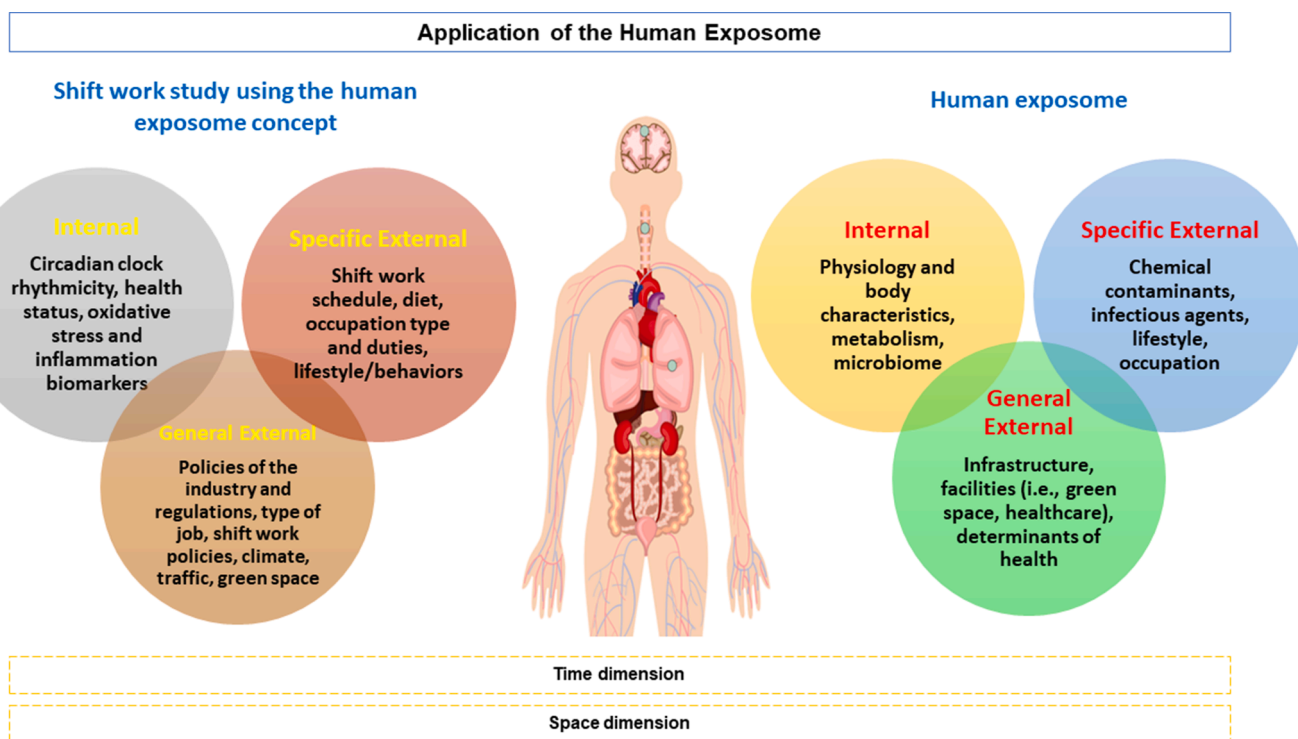 Application of the Human Exposome
Shift work study using the human
exposome concept
Internal
Circadian clock
rhythmicity, health
status, oxidative
stress and
inflammation
biomarkers
Specific External
Shift work
schedule, diet,
occupation type
and duties,
lifestyle/behaviors
General External
Policies of the
industry and
regulations, type of
job, shift work
policies, climate,
traffic, green space
Human exposome
Internal
Physiology and
body
characteristics,
metabolism,
microbiome
Specific External
Chemical
contaminants,
infectious agents,
lifestyle,
occupation
General
External
Infrastructure,
facilities (i.e., green
space, healthcare),
determinants of
health
Time dimension
Space dimension